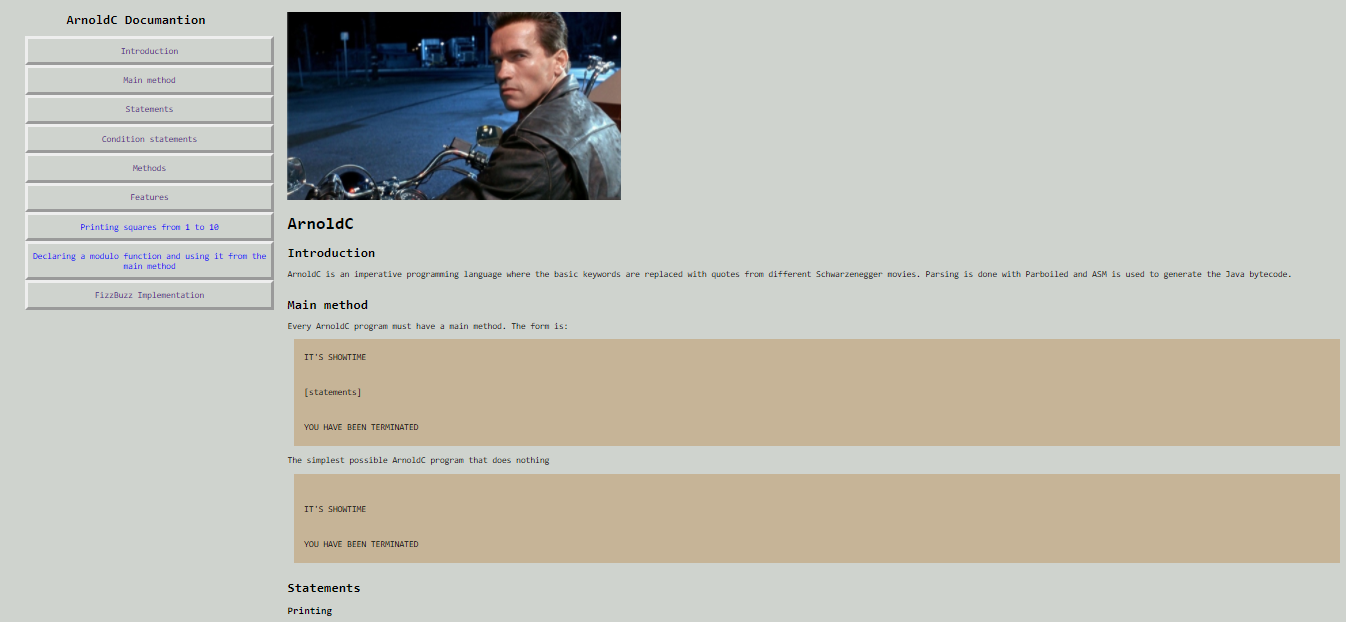 ArnoldC Documantion
Introduction
Main method
Statements
Condition statements
Methods
Features
Printing squares from 1 to 10
Declaring a modulo function and using it from the
main method
FizzBuzz Implementation
ArnoldC
Introduction
ArnoldC is an imperative programming language where the basic keywords are replaced with quotes from different Schwarzenegger movies. Parsing is done with Parboiled and ASM is used to generate the Java bytecode.
Main method
Every ArnoldC program must have a main method. The form is:
IT'S SHOWTIME
[statements]
YOU HAVE BEEN TERMINATED
The simplest possible ArnoldC program that does nothing
IT'S SHOWTIME
YOU HAVE BEEN TERMINATED
Statements
Printing